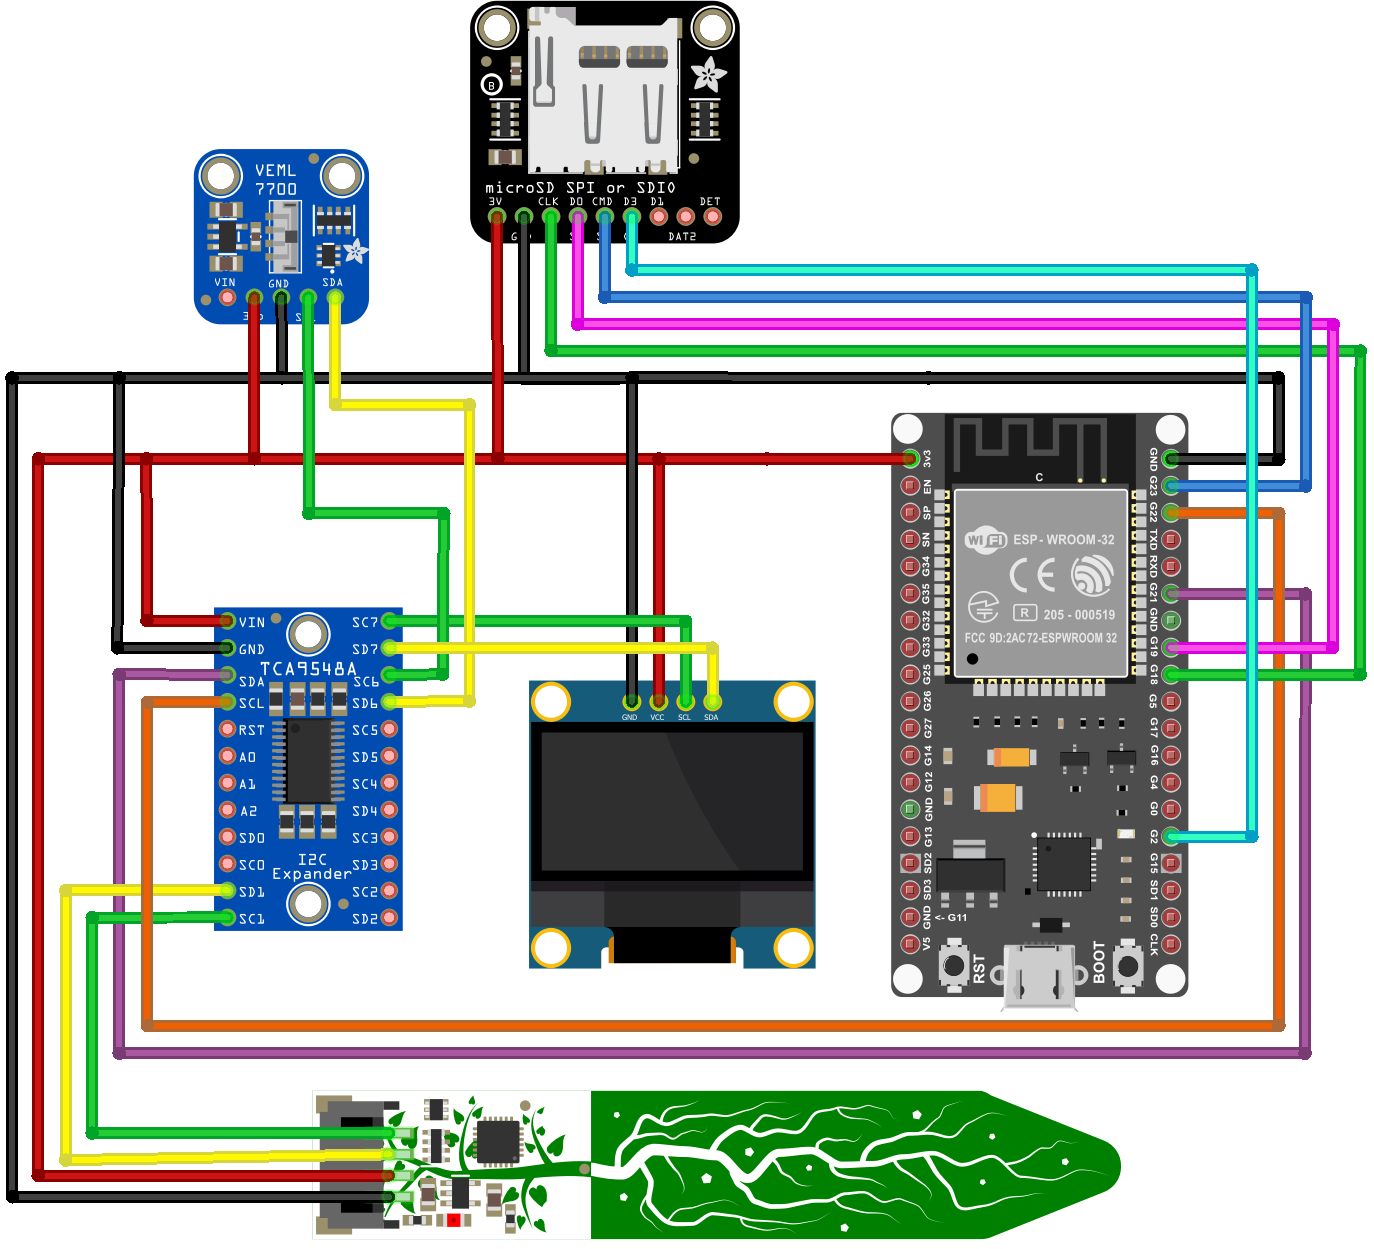 B
microSD SPI or SDIO
3V CLK D0 CMD D3 D1 DET
G
DAT2
VEML
7700
VIN GND SDA
VIN
GND
SDA
SCL
RST
A0
A1
A2
SD0
SC0
SD1
SC1
TCA9548A
I2C
Expander
SC7
SD7
SC6
SD6
SC5
SD5
SC4
SD4
SC3
SD3
SC2
SD2
GND VCC SCL SDA
3V3
EN
SP
SN
G34
G35
G32
G33
G25
G26
G27
G14
G12
GND
G13
SD2
SD3
GND
V5
<- G11
C
WiFi
ESP - WROOM - 32
CE
R 205 - 000519
FCC 9D:2AC72-ESPWROOM 32
RST
BOOT
GND
G23
G22
TXD
RXD
G21
GND
G19
G18
G5
G17
G16
G4
G0
G2
G15
SD1
SD0
CLK